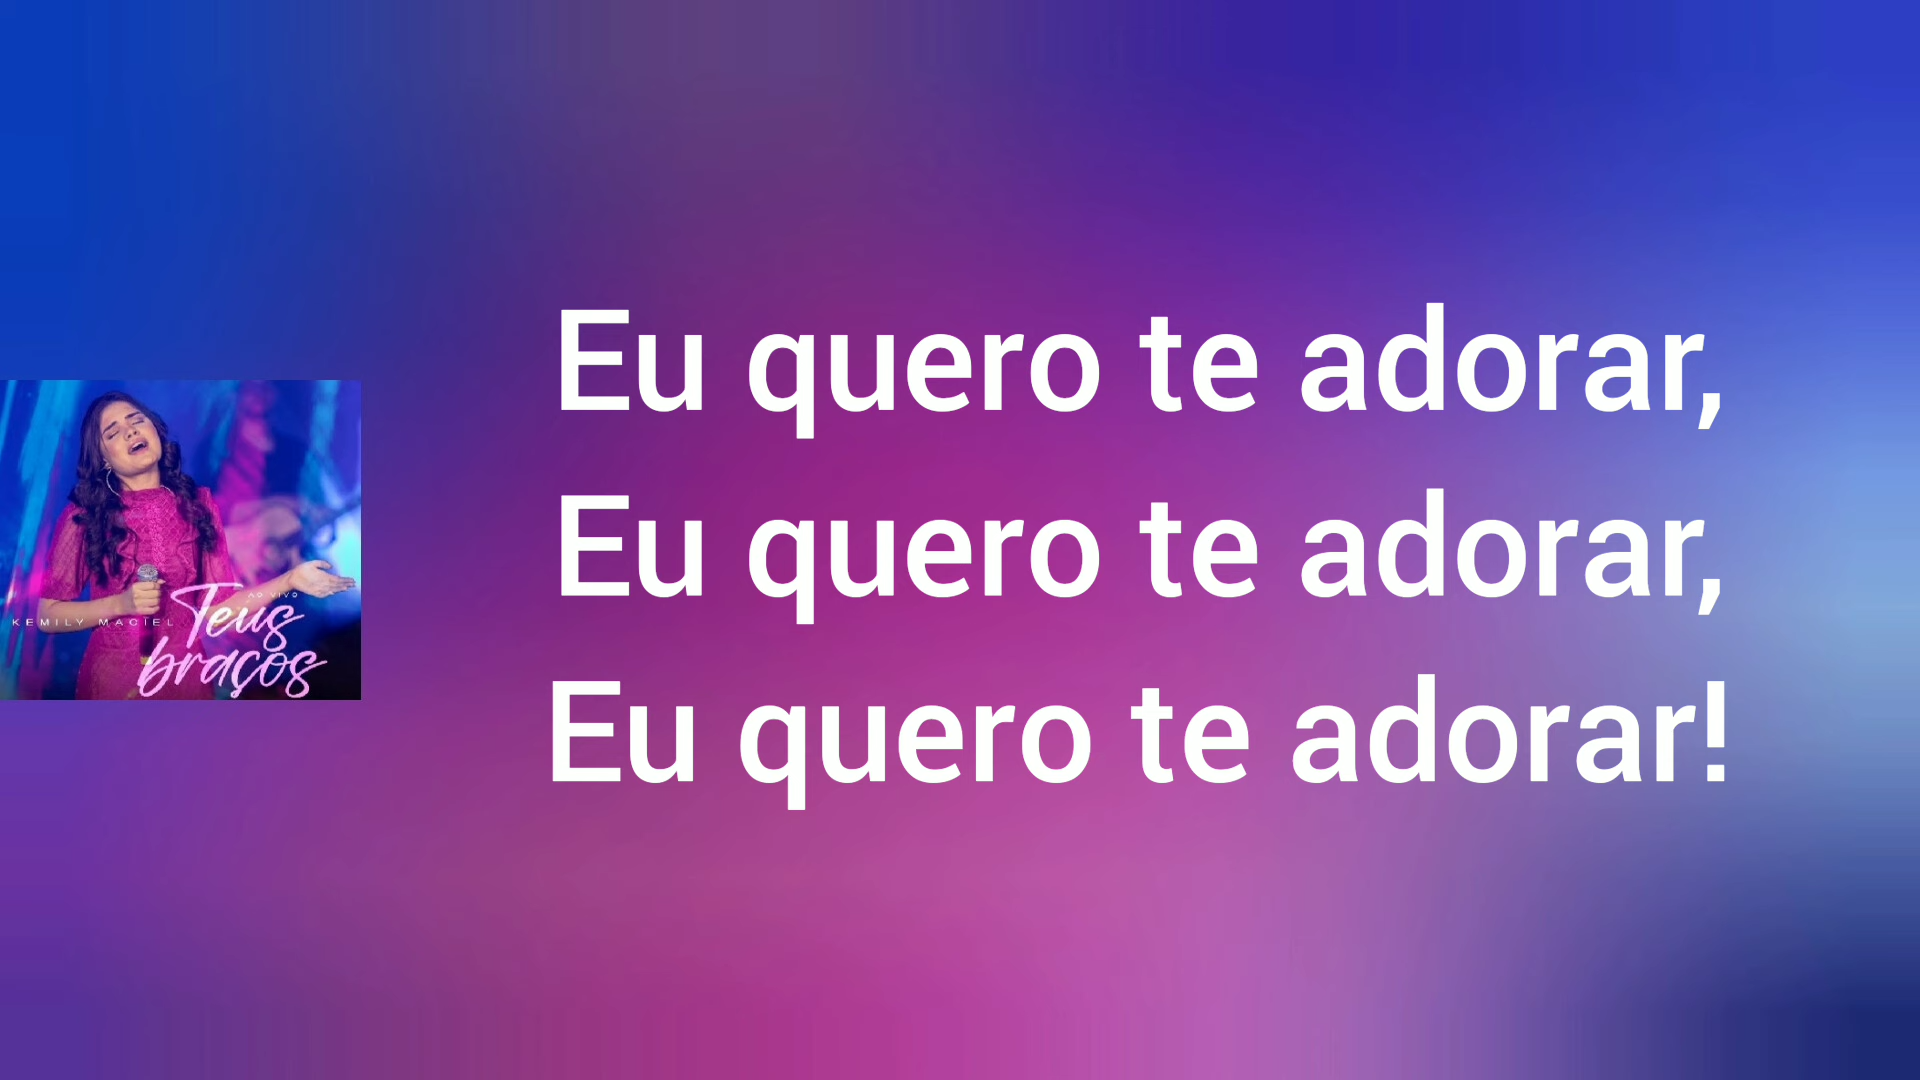 Eu quero te adorar,
Eu quero te adorar,
Eu quero te adorar!
AO VIVO
KEMILY MACIEL
Teus
braços